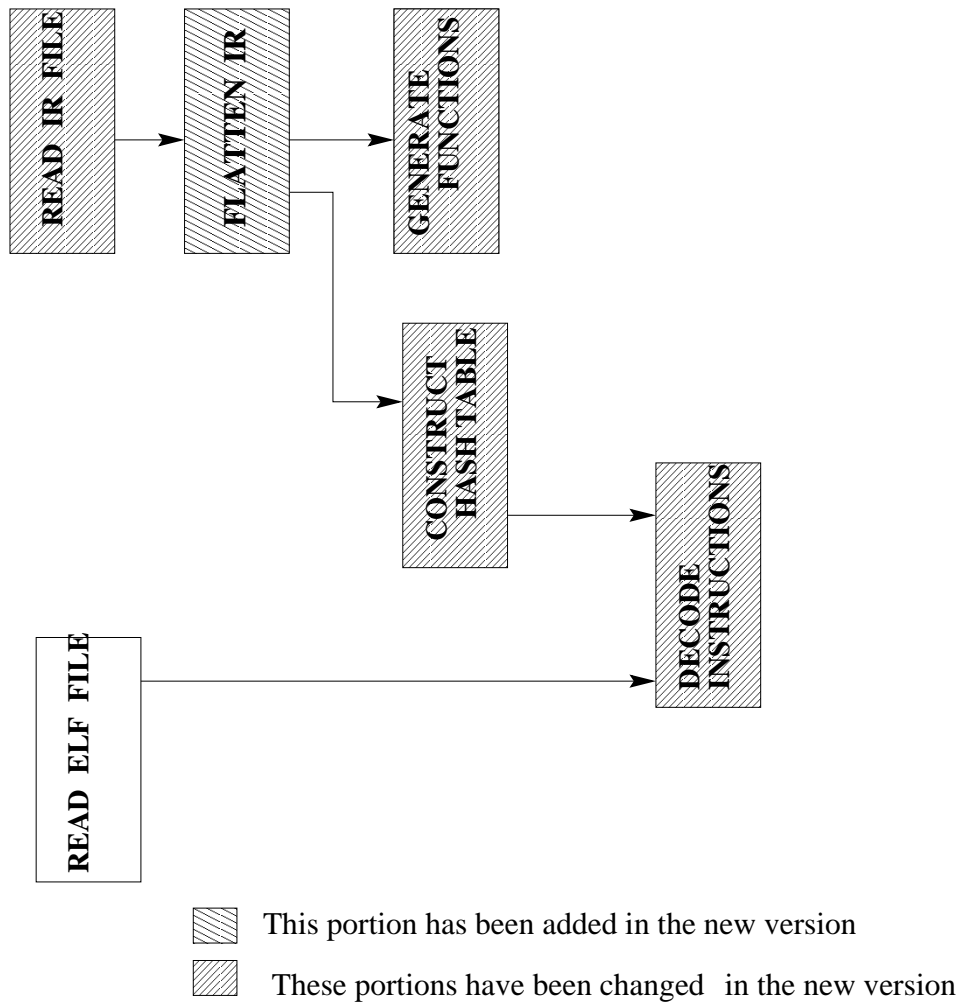 READ IR FILE
FLATTEN IR
GENERATE
FUNCTIONS
CONSTRUCT
HASH TABLE
DECODE
INSTRUCTIONS
READ ELF FILE
This portion has been added in the new version
These portions have been changed in the new version